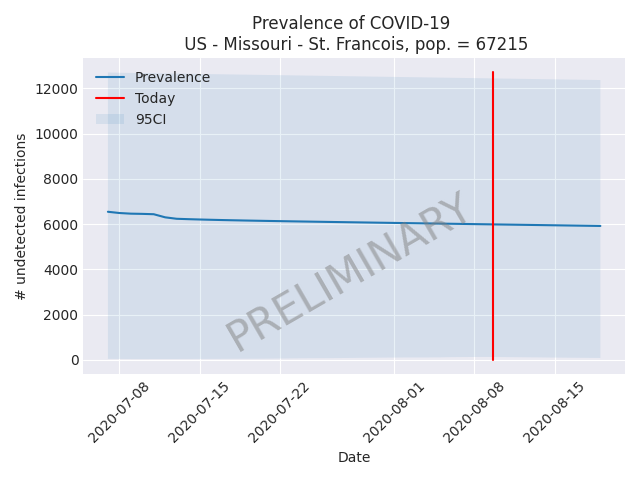 Prevalence of COVID-19
US - Missouri - St. Francois, pop. = 67215
Prevalence
Today
95CI
12000
10000
8000
6000
4000
2000
0
# undetected infections
PRELIMINARY
2020-07-08
2020-07-15
2020-07-22
2020-08-01
2020-08-08
2020-08-15
Date